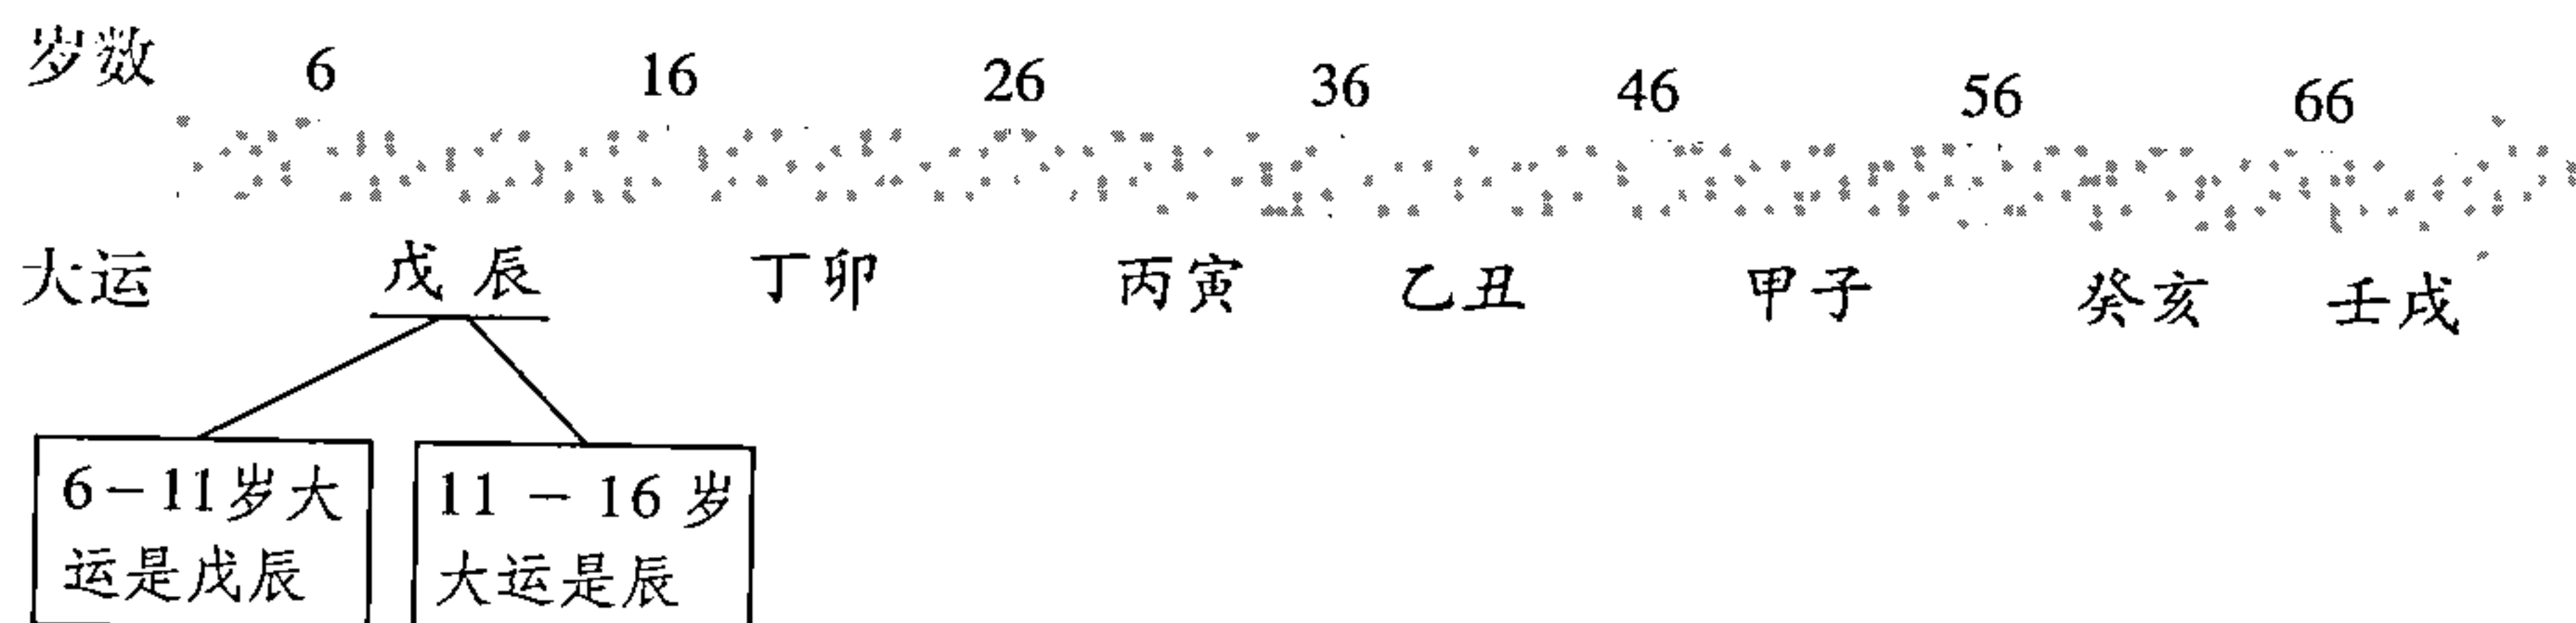 岁数 6 16 26 36 46 56 66
大运 戊辰 丁卯 丙寅 乙丑 甲子 癸亥 壬戌
6-11岁大
运是戊辰
11-16岁
大运是辰